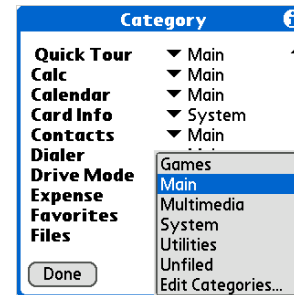 Category
Quick Tour Main
Calc Main
Calendar Main
Card Info System
Contacts Main
Dialer
Drive Mode
Expense
Favorites
Files
Games
Main
Multimedia
System
Utilities
Unfiled
Edit Categories...
Done